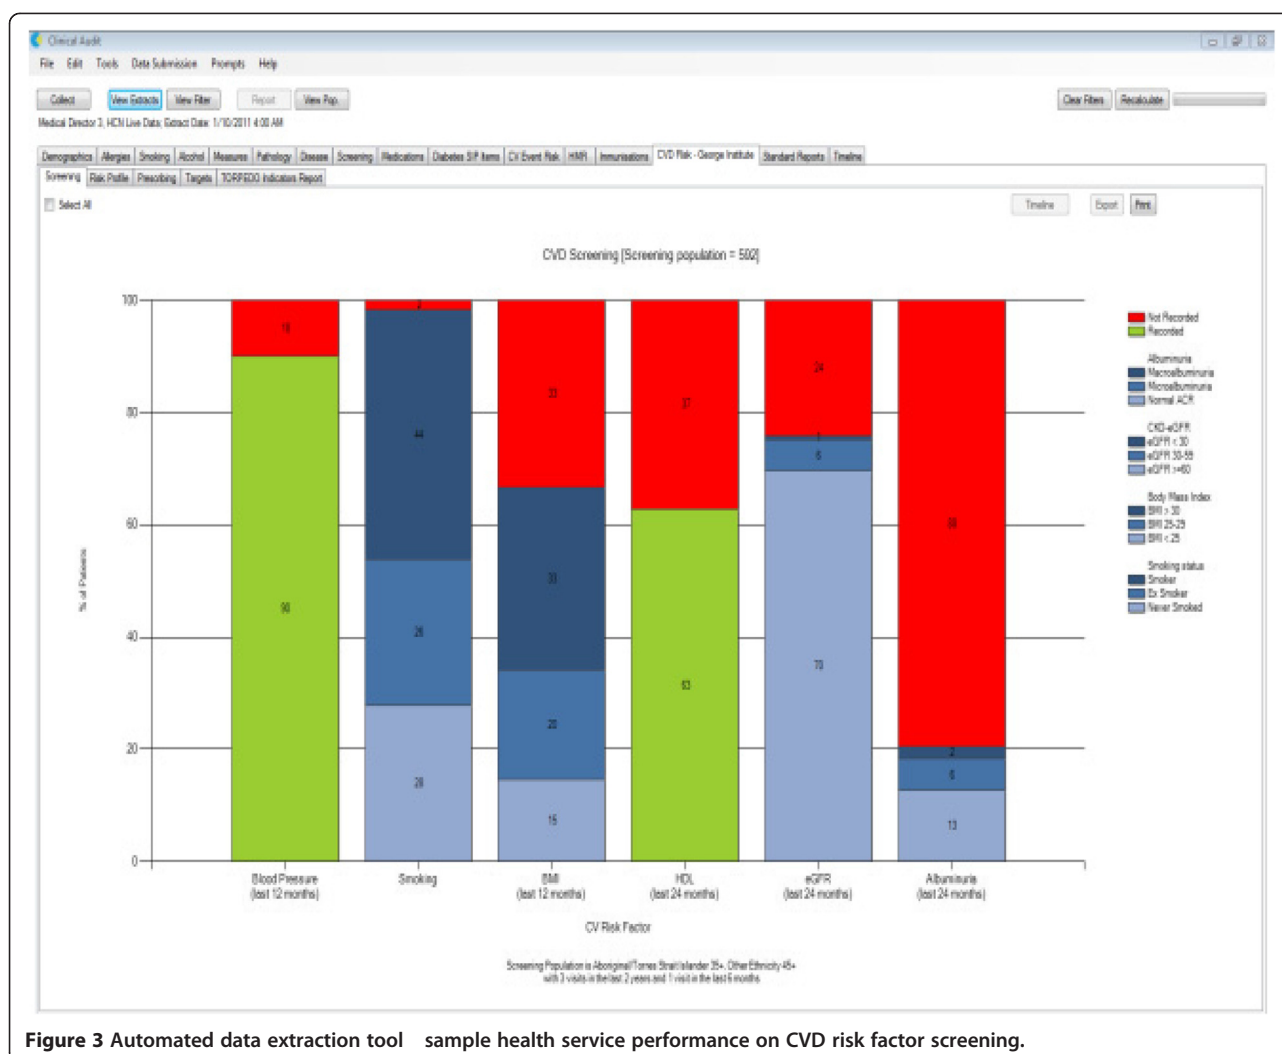 Clinical Audit
File Edit Tools Data Submission Prompts Help
Collect View Extracts View Filter Report View Pop. Clear Filters Recalculate
Medical Director 3, HCN Live Data; Extract Date: 1/10/2011 4:00 AM
Demographics Allergies Smoking Alcohol Measures Pathology Disease Screening Medications Diabetes SIP Items CV Event Risk HMR Immunisations CVD Risk - George Institute Standard Reports Timeline
Screening Risk Profile Prescribing Targets TORPEDO Indicators Report
Select All Timeline Export Print
CVD Screening [Screening population = 502]
% of Patients
100
80
60
40
20
0
90
2
44
26
28
33
33
20
15
37
63
24
1
6
70
2
6
13
Not Recorded
Recorded
Albuminuria
Macroalbuminuria
Microalbuminuria
Normal ACR
CKD-eGFR
eGFR < 30
eGFR 30-59
eGFR >=60
Body Mass Index
BMI > 30
BMI 25-29
BMI < 25
Smoking status
Smoker
Ex Smoker
Never Smoked
Blood Pressure Smoking BMI HDL eGFR Albuminuria
(last 12 months) (last 12 months) (last 24 months) (last 24 months) (last 24 months)
CV Risk Factor
Screening Population is Aboriginal/Torres Strait Islander 35+, Other Ethnicity 45+
with 3 visits in the last 2 years and 1 visit in the last 6 months
Figure 3 Automated data extraction tool sample health service performance on CVD risk factor screening.